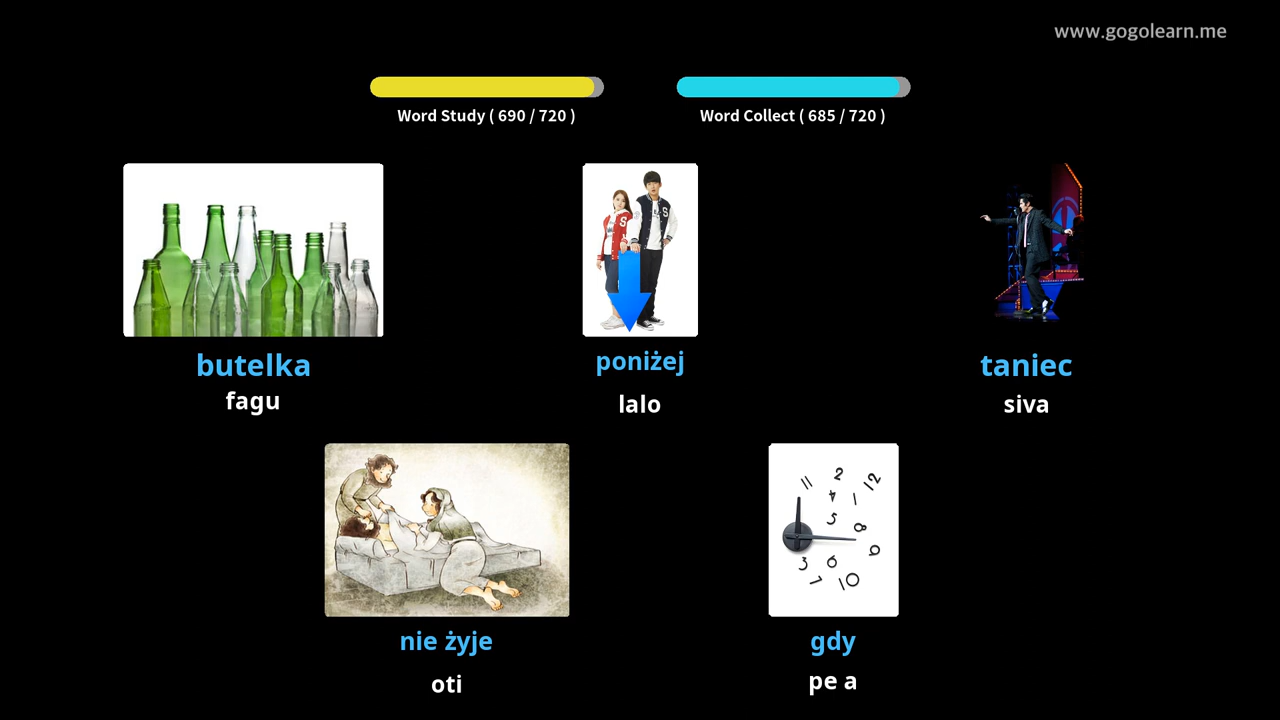 www.gogolearn.me
Word Study ( 690 / 720 )
Word Collect ( 685 / 720 )
butelka
fagu
poniżej
lalo
taniec
siva
nie żyje
oti
gdy
pe a